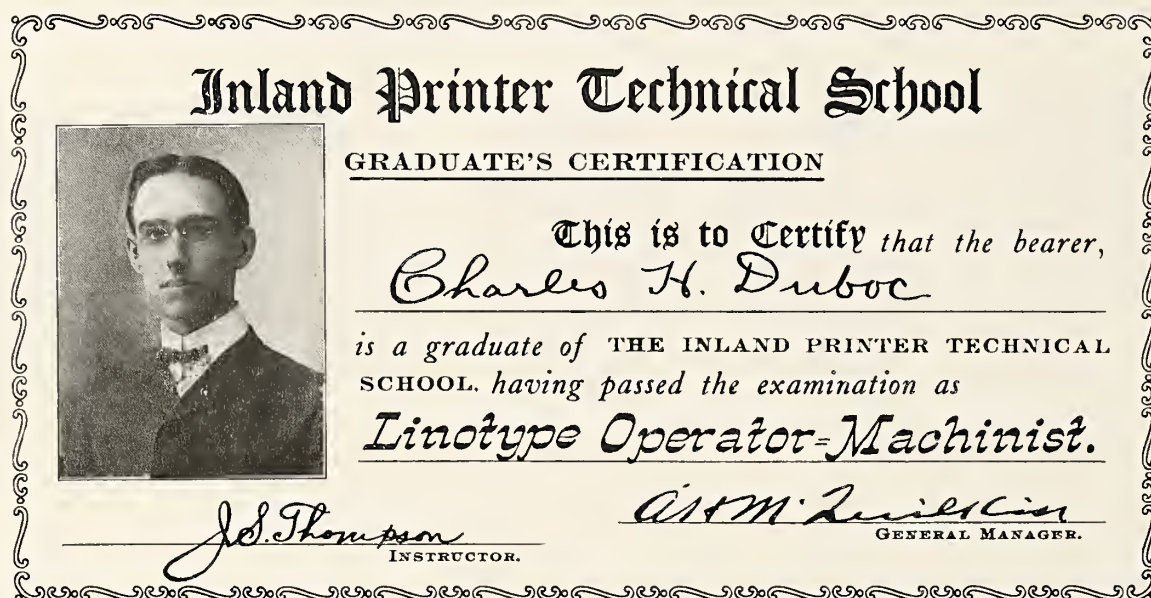 Inland Printer Technical School
GRADUATE'S CERTIFICATION
This is to Certify that the bearer,
Charles H. Duboc
is a graduate of THE INLAND PRINTER TECHNICAL
SCHOOL, having passed the examination as
Linotype Operator=Machinist.
J.S. Thompson
INSTRUCTOR.
A H McQuilkin
GENERAL MANAGER.